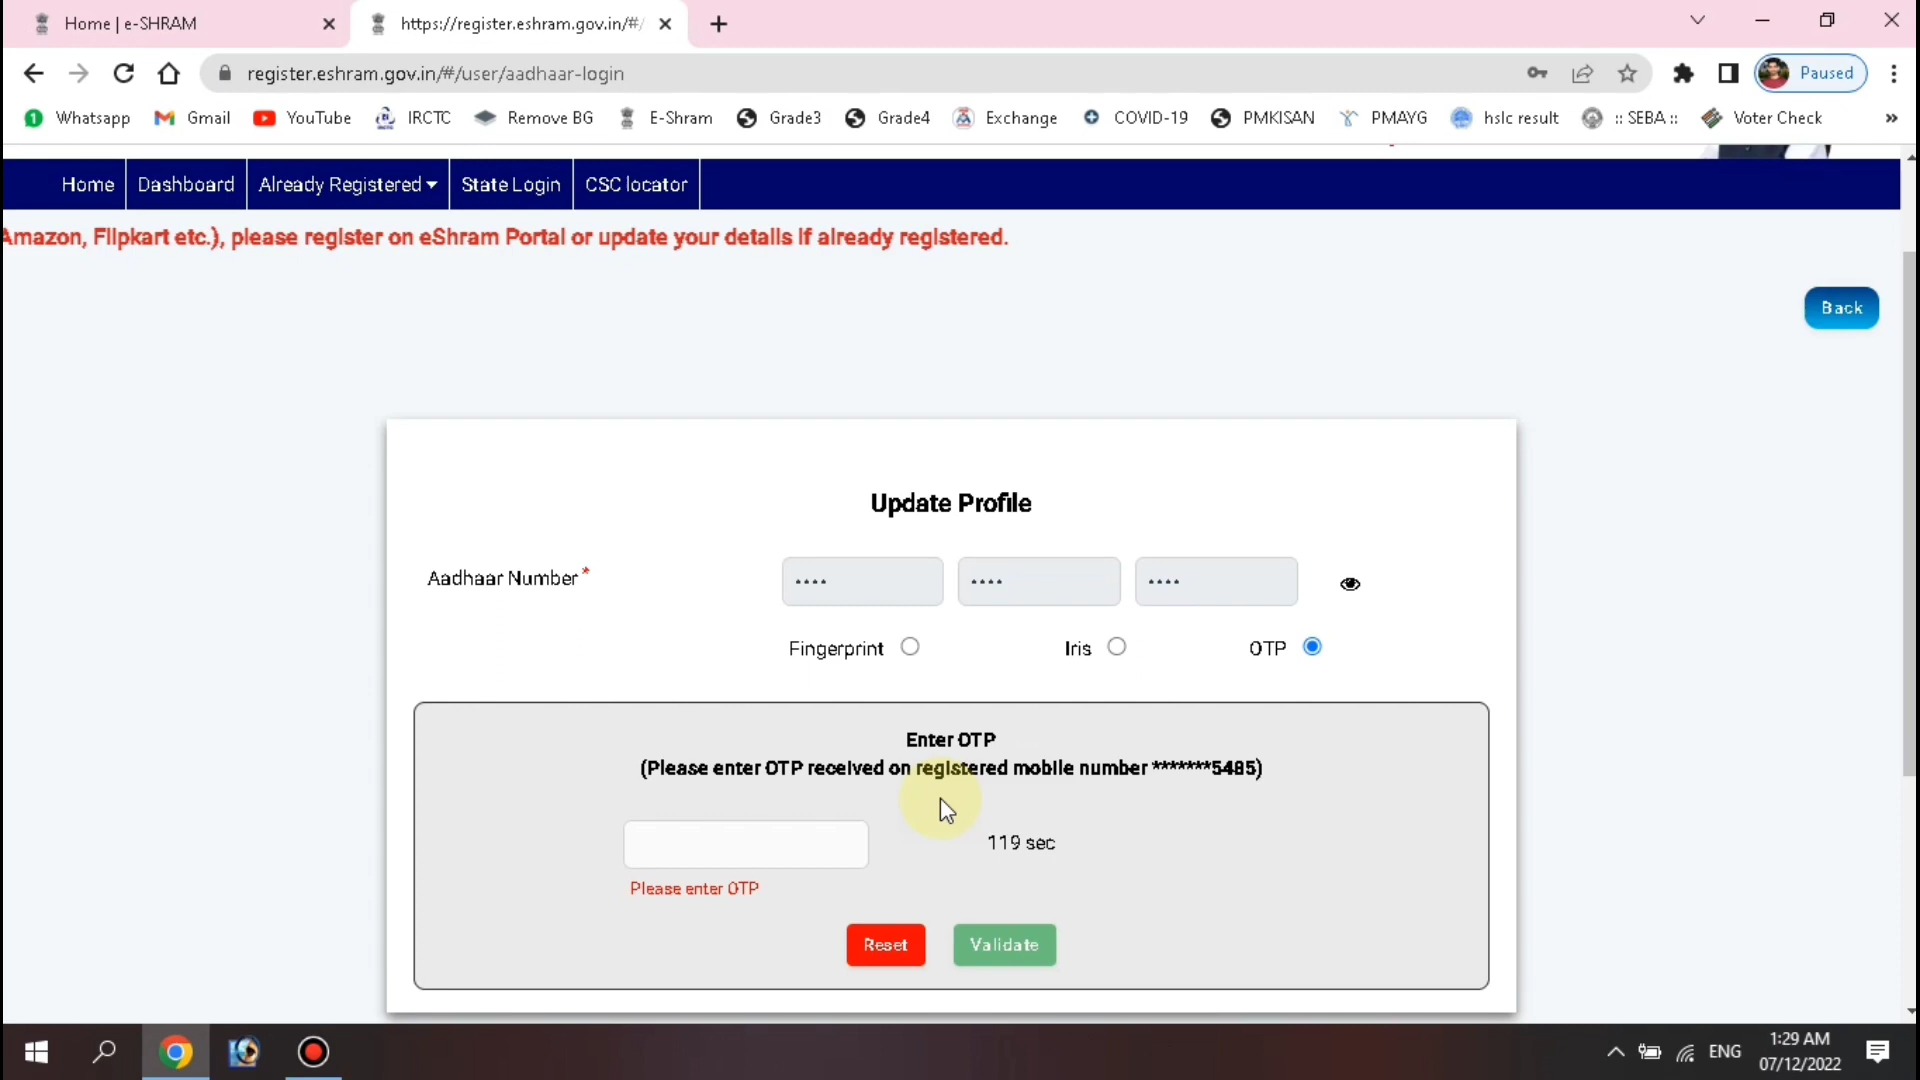 Home | e-SHRAM
https://register.eshram.gov.in/#/
register.eshram.gov.in/#/user/aadhaar-login
Paused
Whatsapp Gmail YouTube IRCTC Remove BG E-Shram Grade3 Grade4 Exchange COVID-19 PMKISAN PMAYG hslc result :: SEBA :: Voter Check »
Home Dashboard Already Registered State Login CSC locator
Amazon, Flipkart etc.), please register on eShram Portal or update your details if already registered.
Back
Update Profile
Aadhaar Number* •••• •••• ••••
Fingerprint Iris OTP
Enter OTP
(Please enter OTP received on registered mobile number *******5485)
119 sec
Please enter OTP
Reset Validate
ENG
1:29 AM
07/12/2022